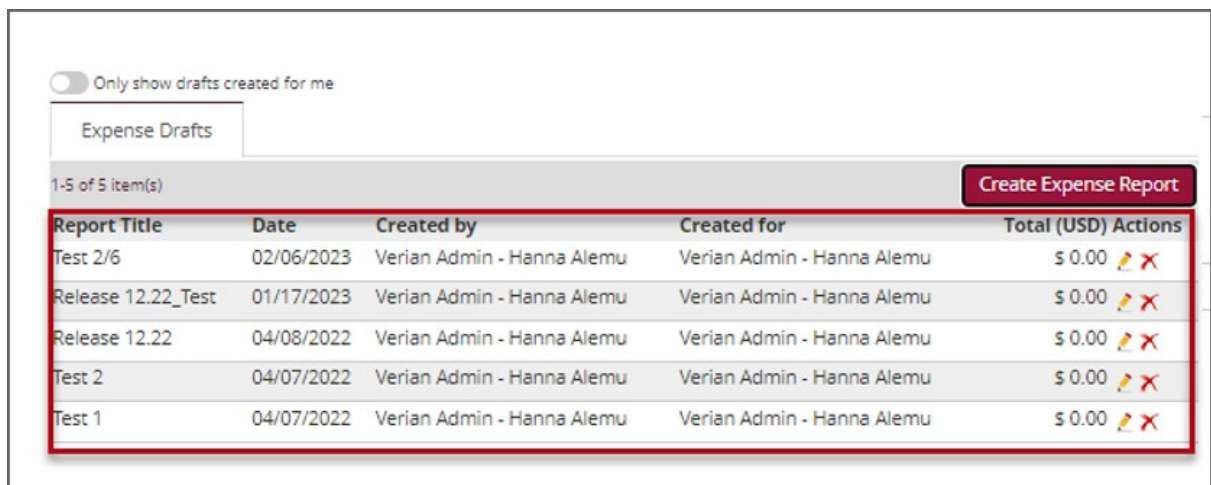 Only show drafts created for me
Expense Drafts
1-5 of 5 item(s) Create Expense Report
Report Title Date Created by Created for Total (USD) Actions
Test 2/6 02/06/2023 Verian Admin - Hanna Alemu Verian Admin - Hanna Alemu $ 0.00
Release 12.22_Test 01/17/2023 Verian Admin - Hanna Alemu Verian Admin - Hanna Alemu $ 0.00
Release 12.22 04/08/2022 Verian Admin - Hanna Alemu Verian Admin - Hanna Alemu $ 0.00
Test 2 04/07/2022 Verian Admin - Hanna Alemu Verian Admin - Hanna Alemu $ 0.00
Test 1 04/07/2022 Verian Admin - Hanna Alemu Verian Admin - Hanna Alemu $ 0.00